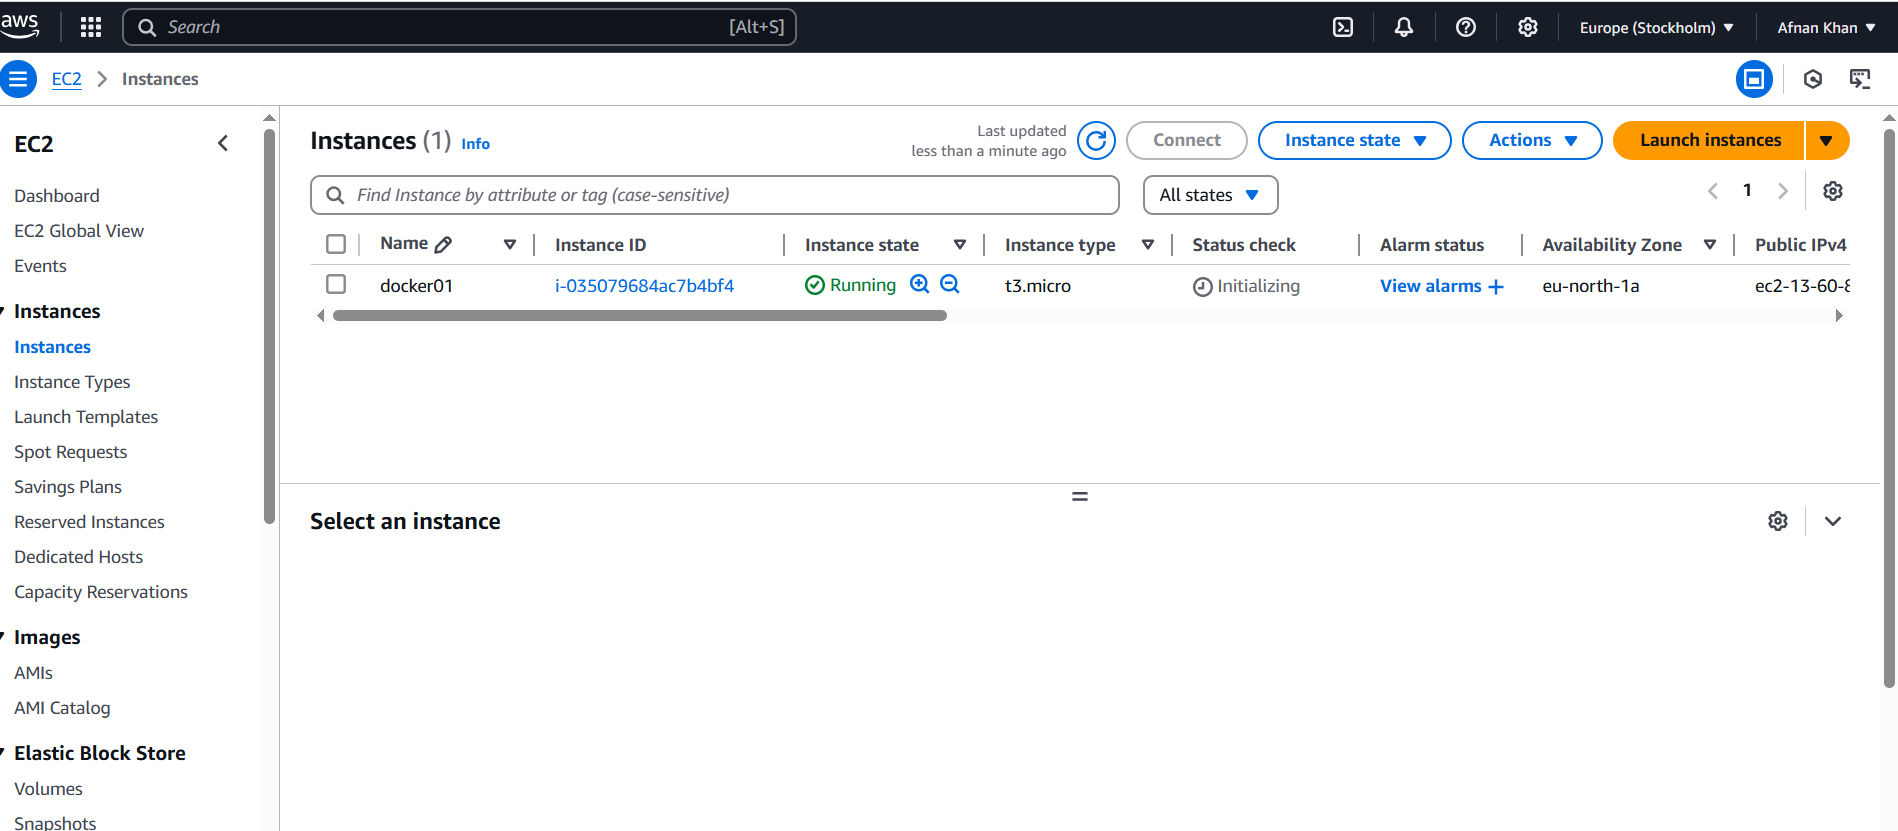 aws
Search [Alt+S]
Europe (Stockholm)
Afnan Khan
EC2 Instances
EC2
Dashboard
EC2 Global View
Events
Instances
Instances
Instance Types
Launch Templates
Spot Requests
Savings Plans
Reserved Instances
Dedicated Hosts
Capacity Reservations
Images
AMIs
AMI Catalog
Elastic Block Store
Volumes
Snapshots
Instances (1) Info
Last updated
less than a minute ago
Connect
Instance state
Actions
Launch instances
Find Instance by attribute or tag (case-sensitive)
All states
1
Name Instance ID Instance state Instance type Status check Alarm status Availability Zone Public IPv4
docker01 i-035079684ac7b4bf4 Running t3.micro Initializing View alarms + eu-north-1a ec2-13-60-8
Select an instance